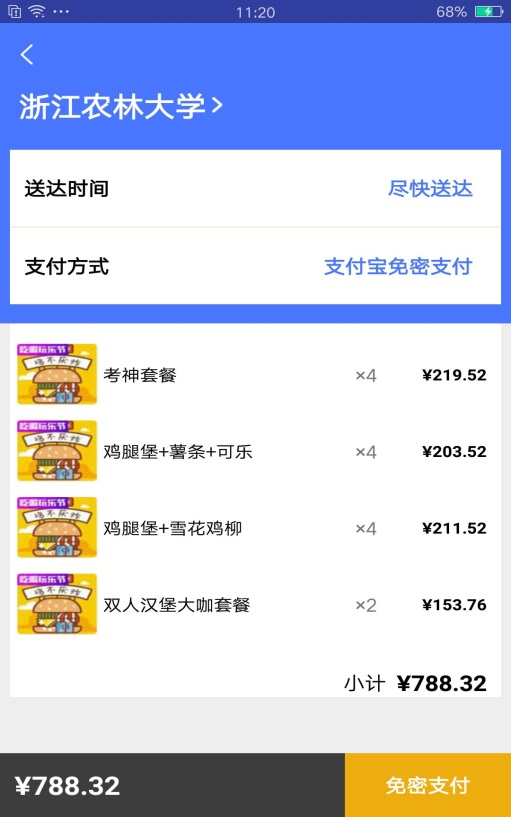 11:20
68%
浙江农林大学>
送达时间
尽快送达
支付方式
支付宝免密支付
考神套餐
×4
¥219.52
鸡腿堡+薯条+可乐
×4
¥203.52
鸡腿堡+雪花鸡柳
×4
¥211.52
双人汉堡大咖套餐
×2
¥153.76
小计 ¥788.32
¥788.32
免密支付